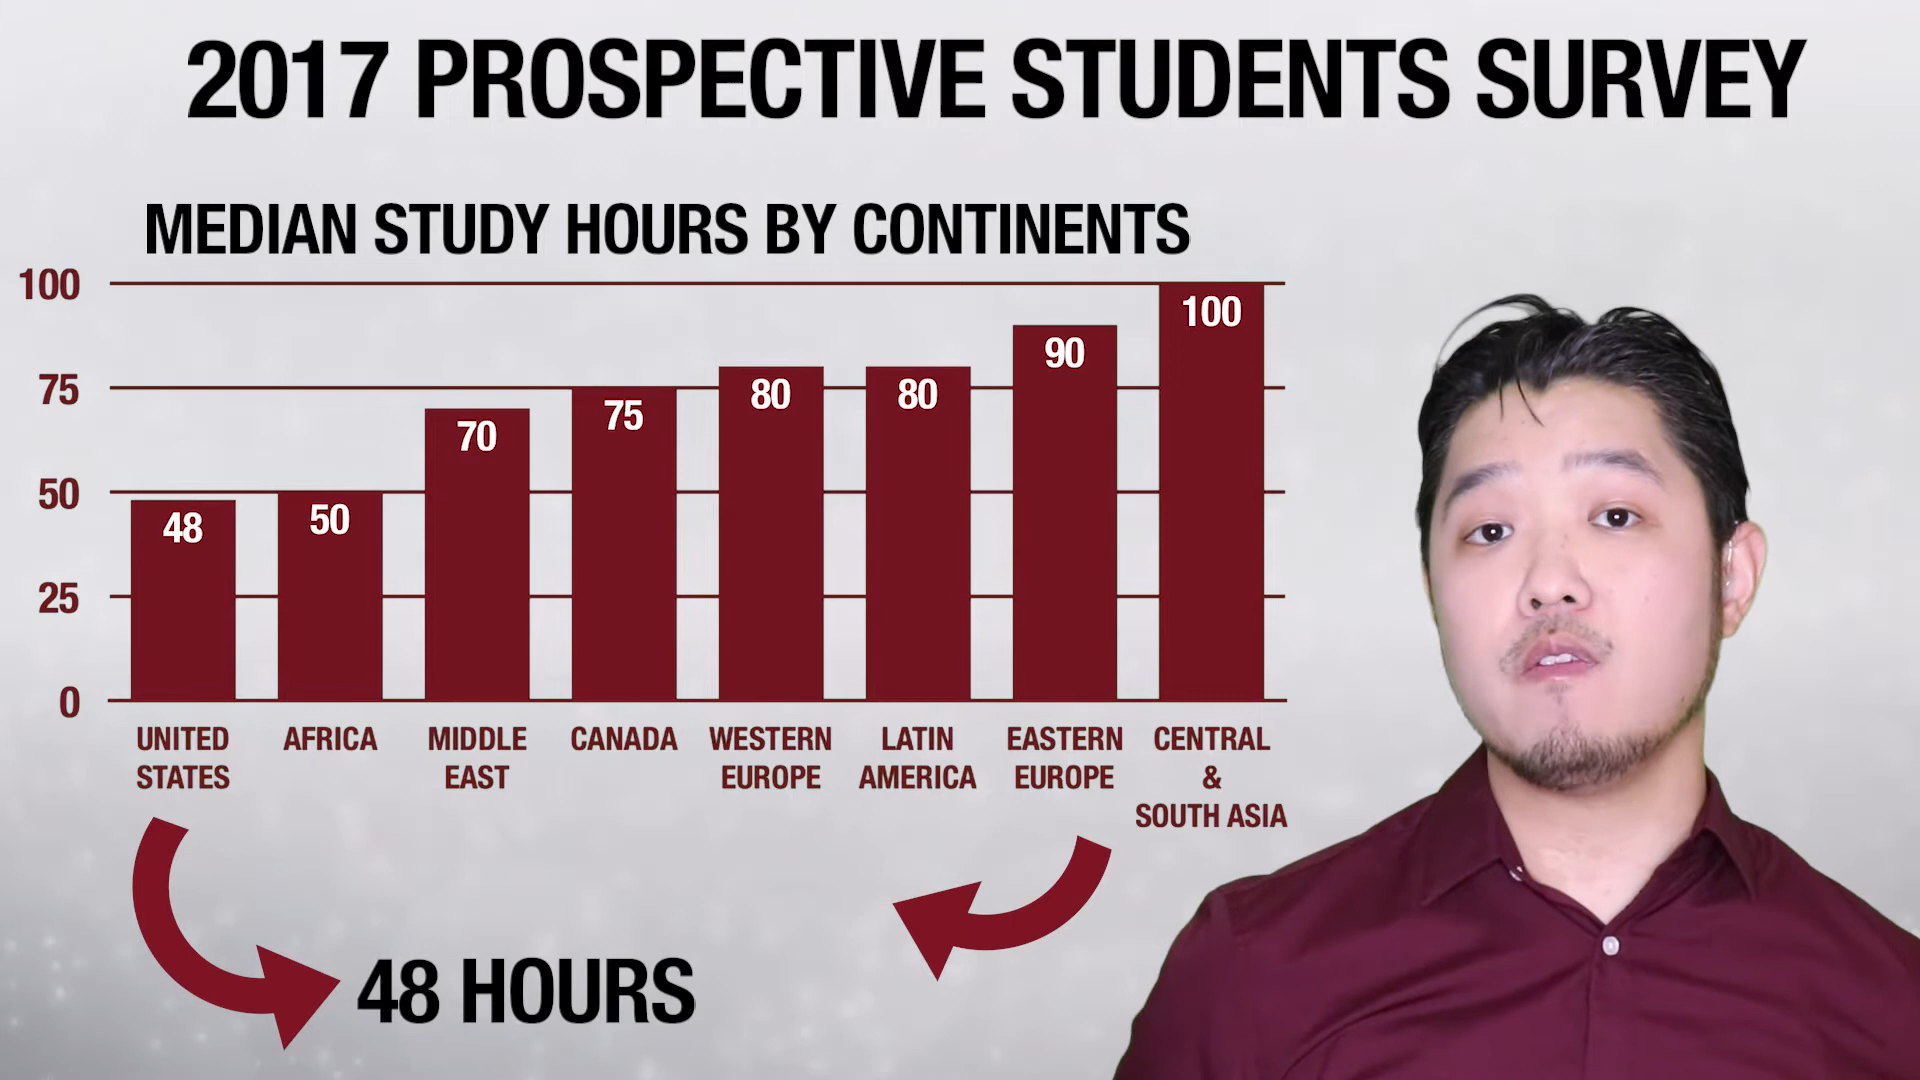 2017 PROSPECTIVE STUDENTS SURVEY
MEDIAN STUDY HOURS BY CONTINENTS
100
75
50
25
0
48
50
70
75
80
80
90
100
UNITED
STATES
AFRICA
MIDDLE
EAST
CANADA
WESTERN
EUROPE
LATIN
AMERICA
EASTERN
EUROPE
CENTRAL
&
SOUTH ASIA
48 HOURS